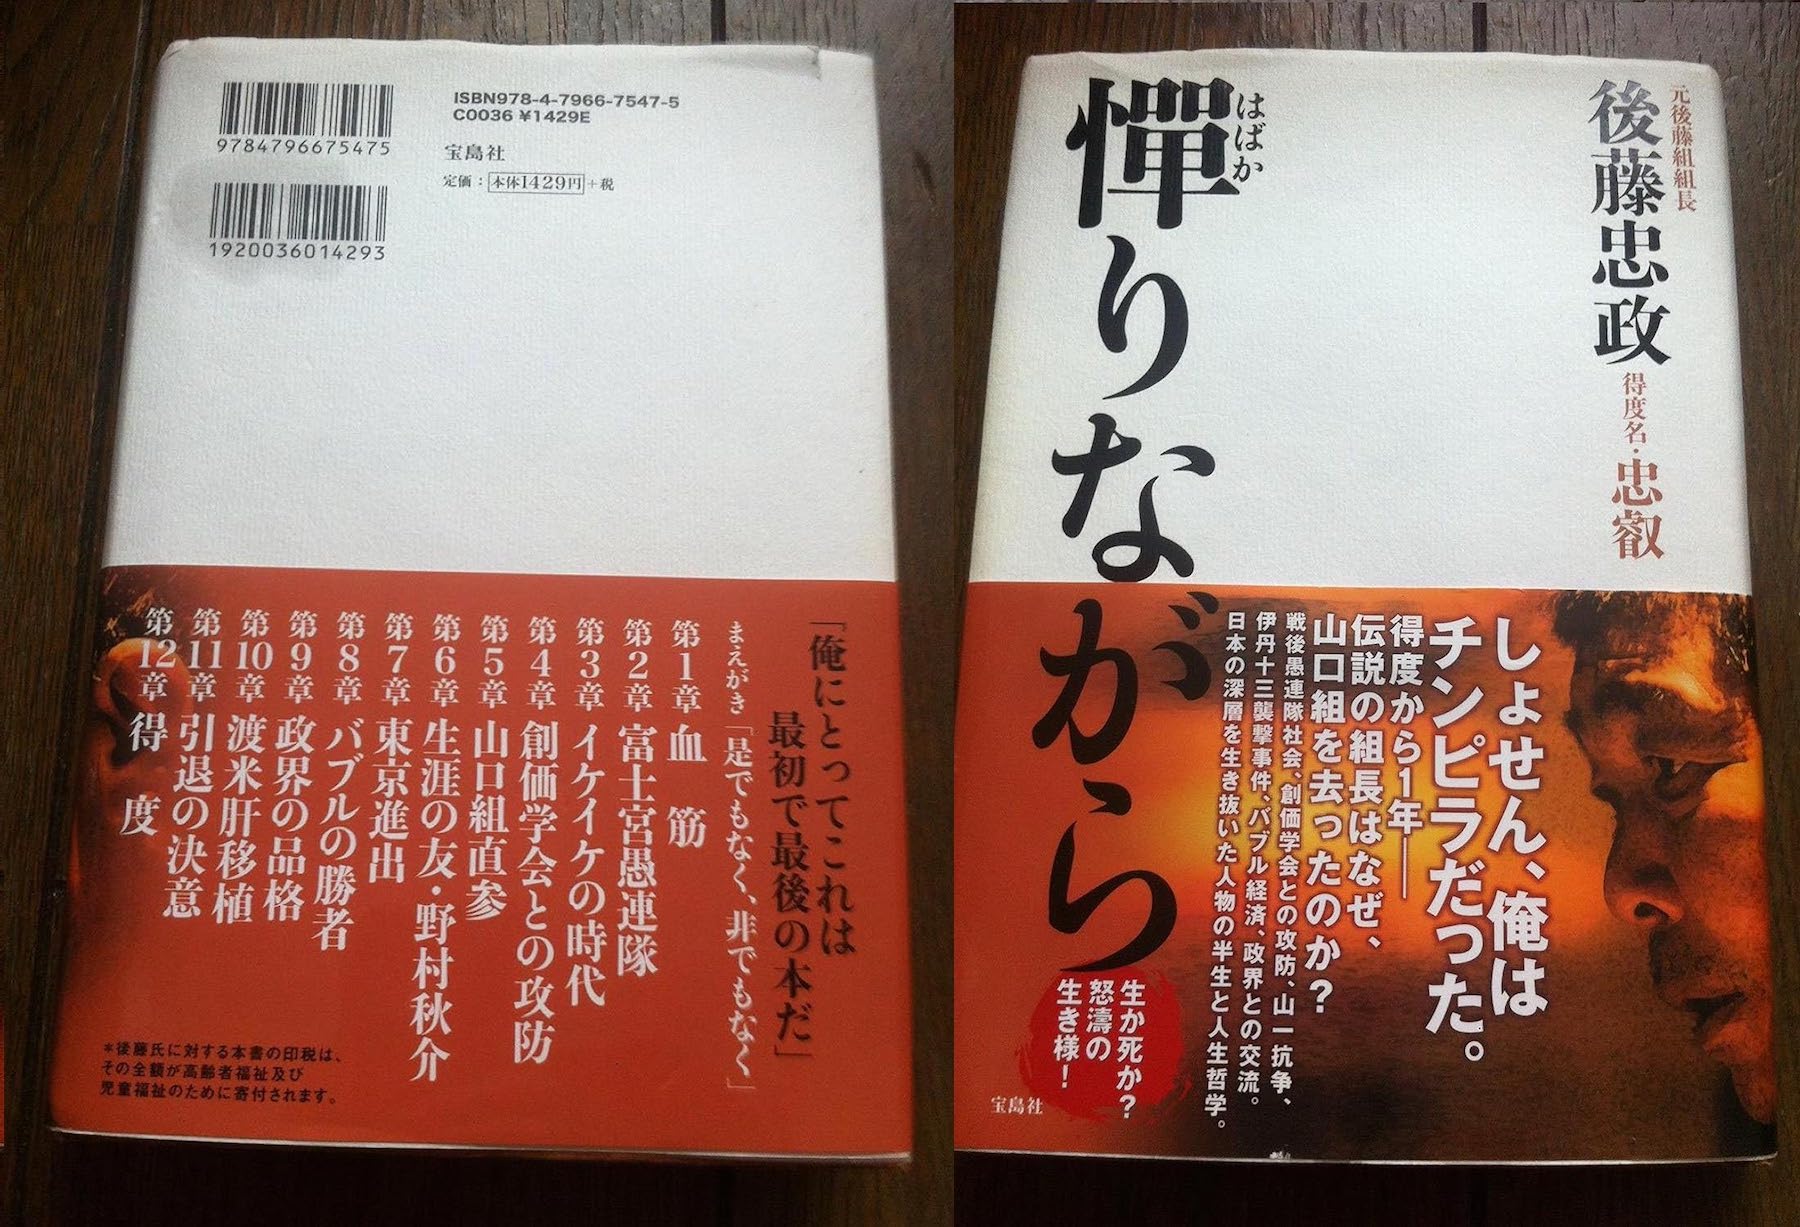 ISBN978-4-7966-7547-5
C0036 ¥1429E
9784796675475
宝島社
定価：本体1429円+税
1920036014293
「俺にとってこれは
最初で最後の本だ」
まえがき「是でもなく、非でもなく」
第1章 血筋
第2章 富士宮愚連隊
第3章 イケイケの時代
第4章 創価学会との攻防
第5章 山口組直参
第6章 生涯の友・野村秋介
第7章 東京進出
第8章 バブルの勝者
第9章 政界の品格
第10章 渡米肝移植
第11章 引退の決意
第12章 得度
*後藤氏に対する本書の印税は、
その全額が高齢者福祉及び
児童福祉のために寄付されます。
元後藤組組長
後藤忠政
得度名・忠叡
はばか
憚りながら
しょせん、俺は
チンピラだった。
得度から1年――
伝説の組長はなぜ、
山口組を去ったのか？
戦後愚連隊社会、創価学会との攻防、山一抗争、
伊丹十三襲撃事件、バブル経済、政界との交流。
日本の深層を生き抜いた人物の半生と人生哲学。
生か死か？
怒濤の
生き様！
宝島社